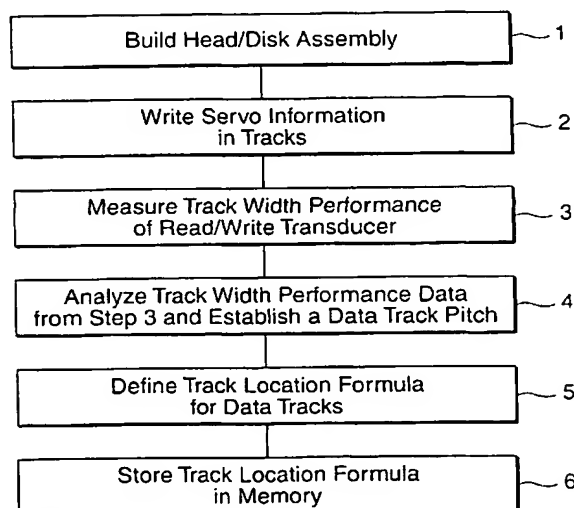 Build Head/Disk Assembly
1
Write Servo Information
in Tracks
2
Measure Track Width Performance
of Read/Write Transducer
3
Analyze Track Width Performance Data
from Step 3 and Establish a Data Track Pitch
4
Define Track Location Formula
for Data Tracks
5
Store Track Location Formula
in Memory
6